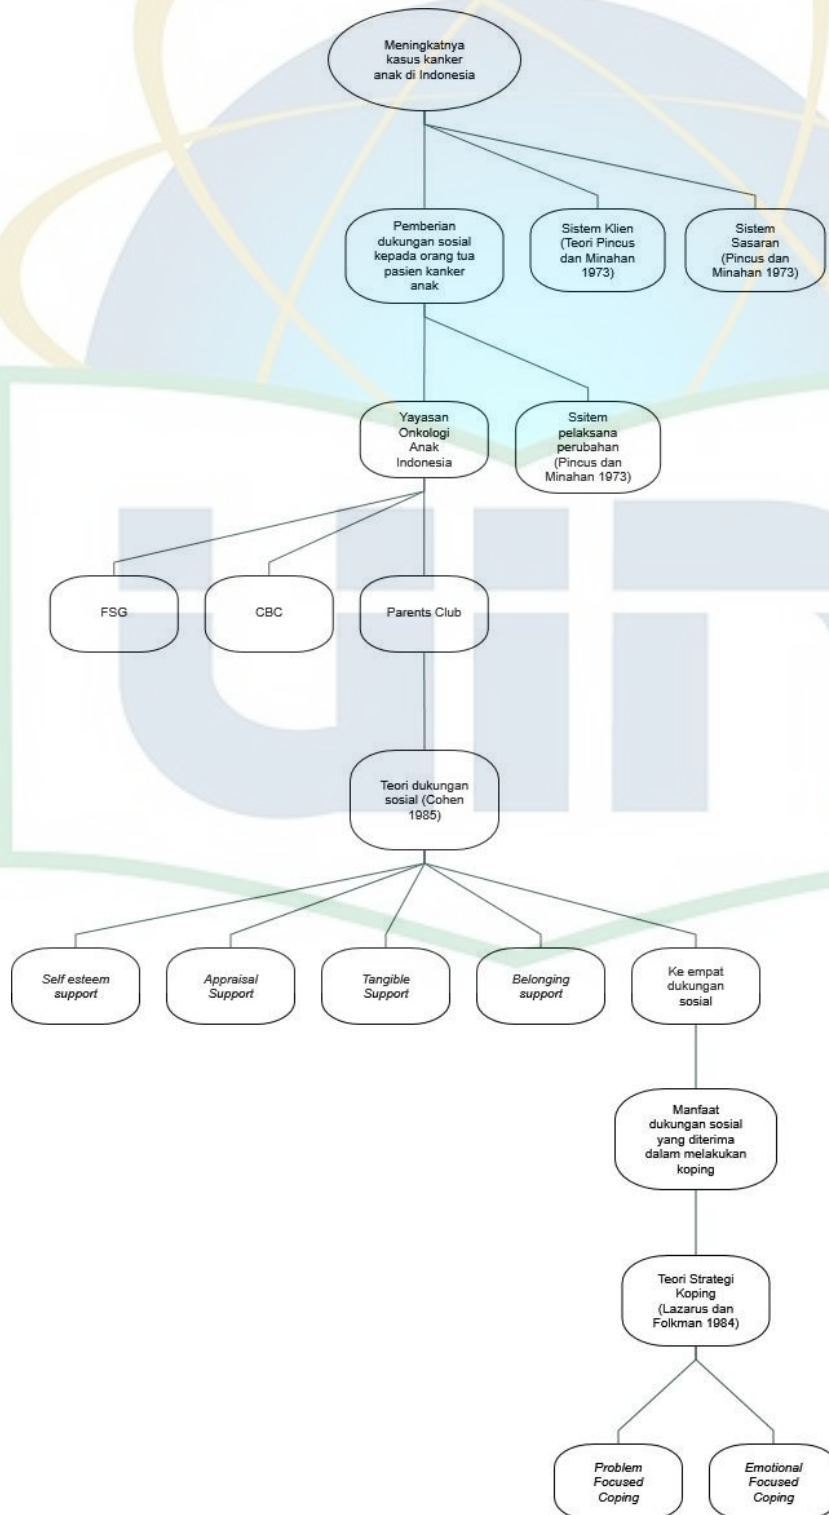 Meningkatnya
kasus kanker
anak di Indonesia
Pemberian
dukungan sosial
kepada orang tua
pasien kanker
anak
Sistem Klien
(Teori Pincus
dan Minahan
1973)
Sistem
Sasaran
(Pincus dan
Minahan 1973)
Yayasan
Onkologi
Anak
Indonesia
Ssitem
pelaksana
perubahan
(Pincus dan
Minahan 1973)
FSG
CBC
Parents Club
Teori dukungan
sosial (Cohen
1985)
Self esteem
support
Appraisal
Support
Tangible
Support
Belonging
support
Ke empat
dukungan
sosial
Manfaat
dukungan sosial
yang diterima
dalam melakukan
koping
Teori Strategi
Koping
(Lazarus dan
Folkman 1984)
Problem
Focused
Coping
Emotional
Focused
Coping